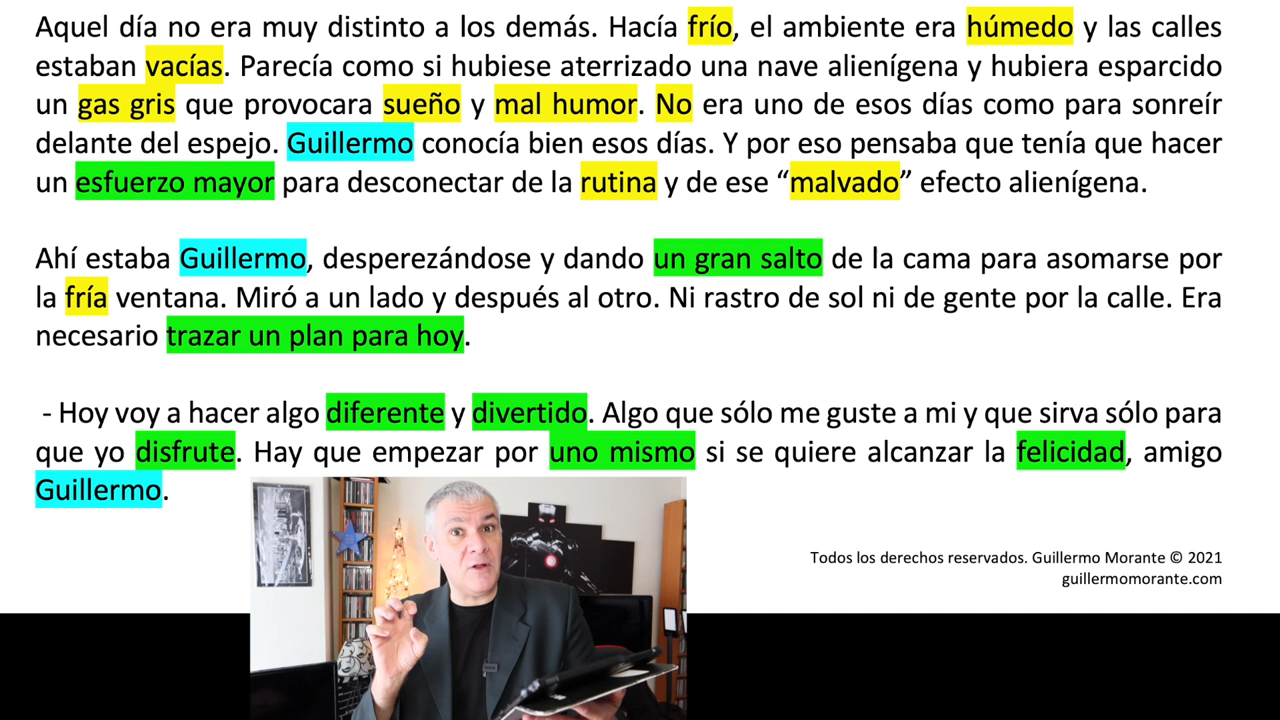 Aquel día no era muy distinto a los demás. Hacía frío, el ambiente era húmedo y las calles
estaban vacías. Parecía como si hubiese aterrizado una nave alienígena y hubiera esparcido
un gas gris que provocara sueño y mal humor. No era uno de esos días como para sonreír
delante del espejo. Guillermo conocía bien esos días. Y por eso pensaba que tenía que hacer
un esfuerzo mayor para desconectar de la rutina y de ese “malvado” efecto alienígena.
Ahí estaba Guillermo, desperezándose y dando un gran salto de la cama para asomarse por
la fría ventana. Miró a un lado y después al otro. Ni rastro de sol ni de gente por la calle. Era
necesario trazar un plan para hoy.
- Hoy voy a hacer algo diferente y divertido. Algo que sólo me guste a mi y que sirva sólo para
que yo disfrute. Hay que empezar por uno mismo si se quiere alcanzar la felicidad, amigo
Guillermo.
Todos los derechos reservados. Guillermo Morante © 2021
guillermomorante.com